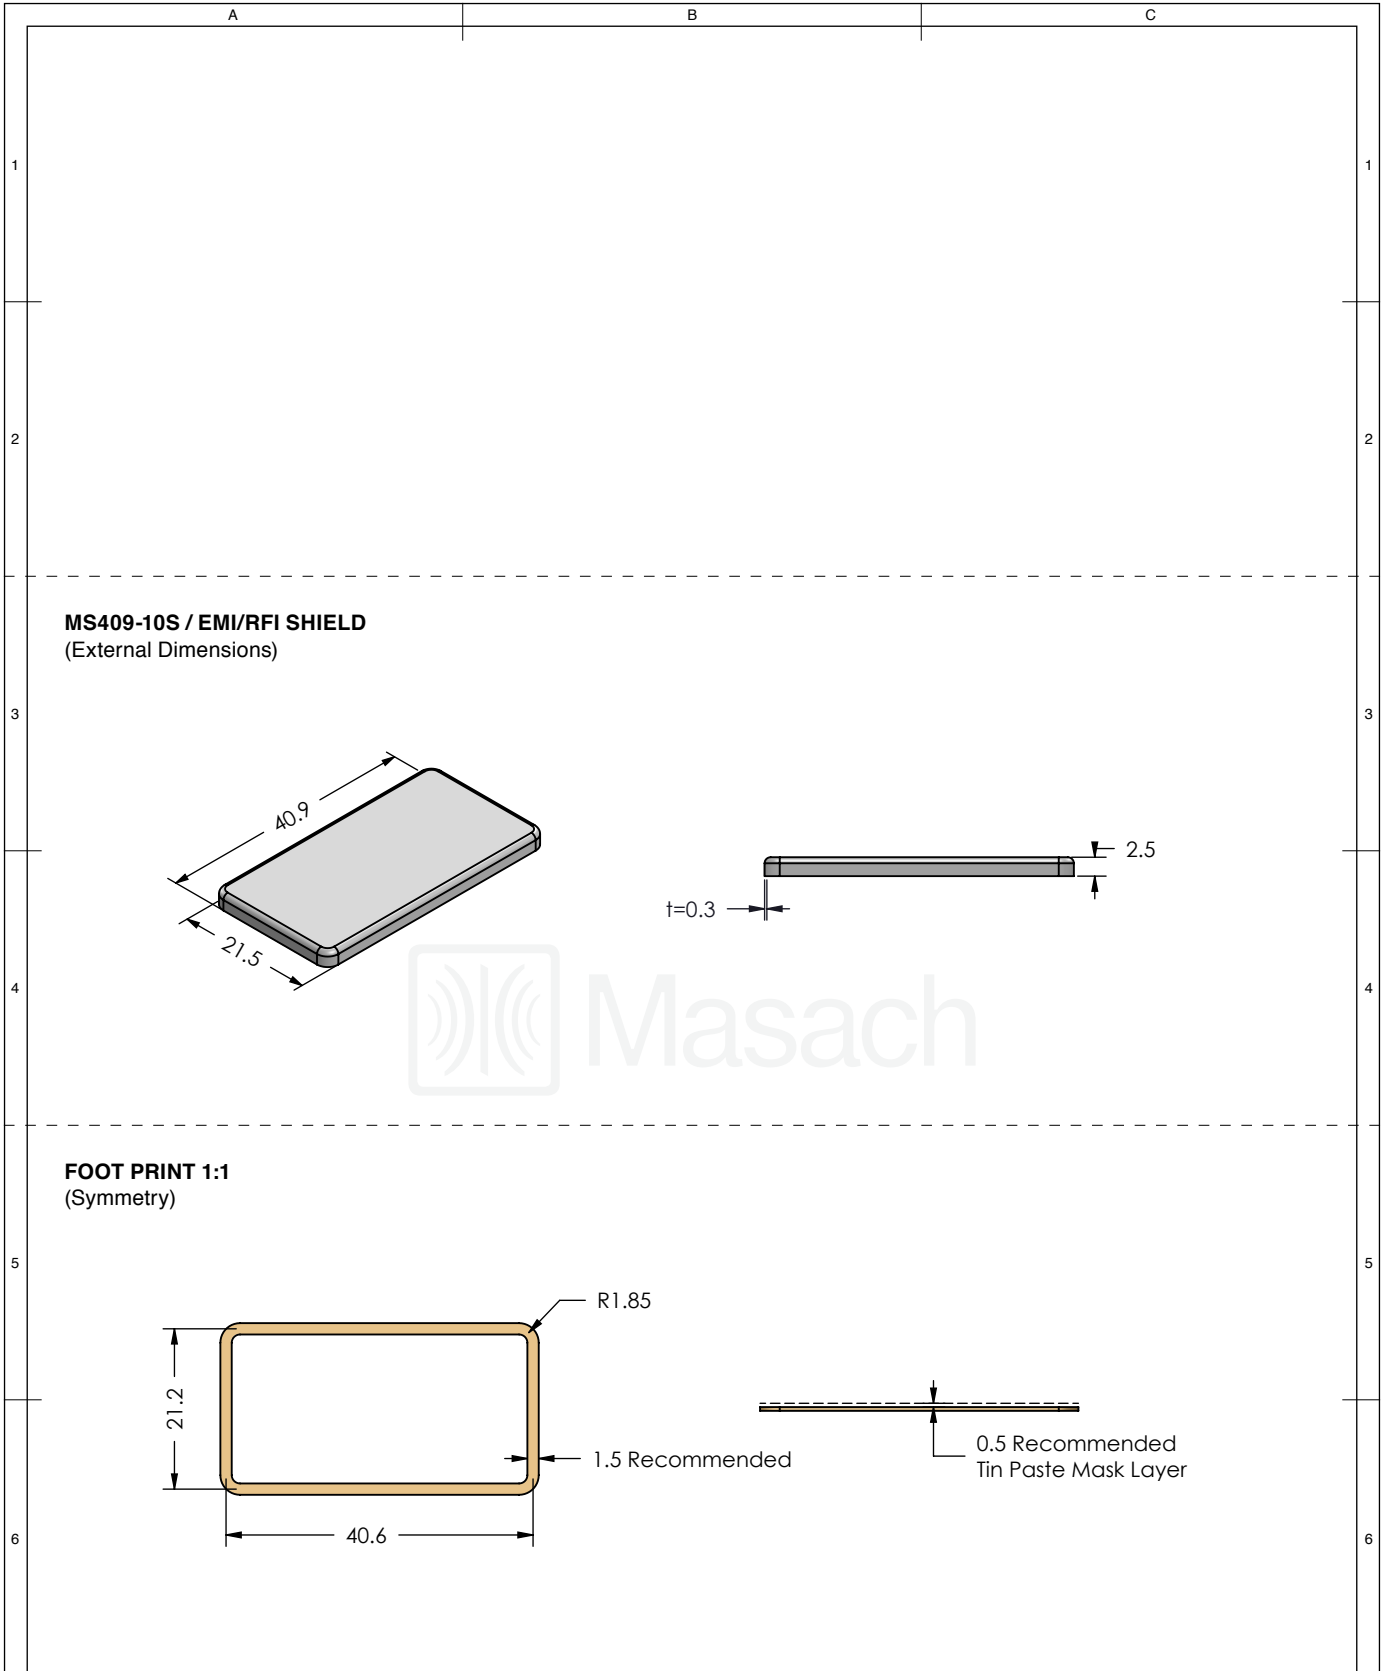 A B C
1 1
2 2
MS409-10S / EMI/RFI SHIELD
(External Dimensions)
3 3
40.9
21.5
2.5
t=0.3
Masach
4 4
FOOT PRINT 1:1
(Symmetry)
5 5
R1.85
21.2
1.5 Recommended
0.5 Recommended
Tin Paste Mask Layer
40.6
6 6